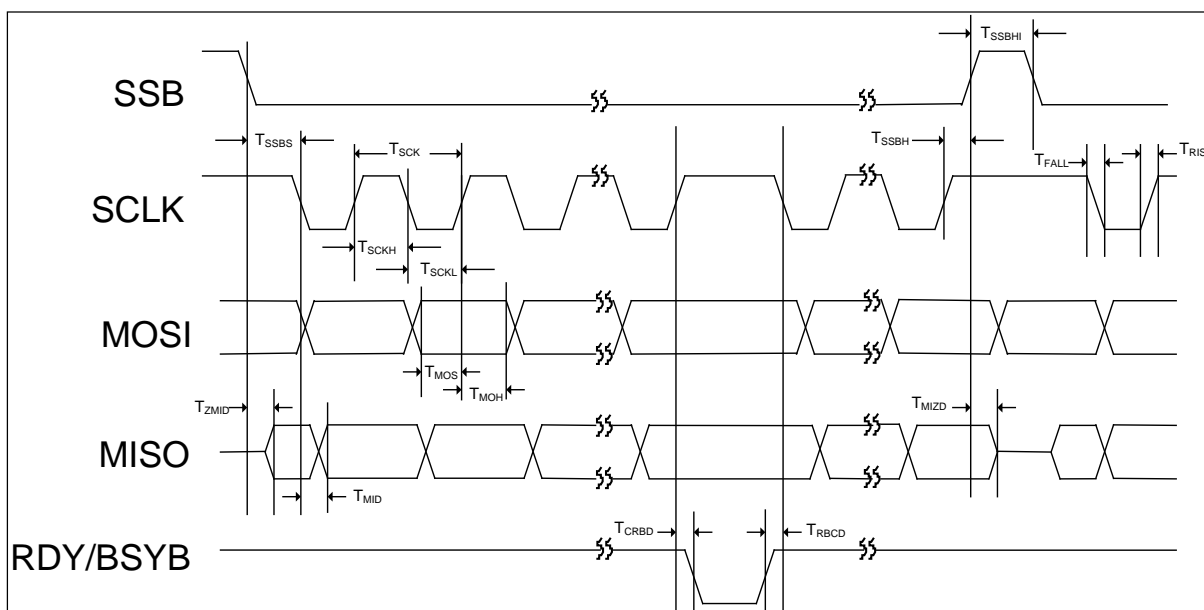 TSSBHI
SSB
TSSBS
TSCK
TSSBH
TFALL
TRIS
SCLK
TSCKH
TSCKL
MOSI
TMOS
TMOH
TZMID
TMIZD
MISO
TMID
TCRBD
TRBCD
RDY/BSYB